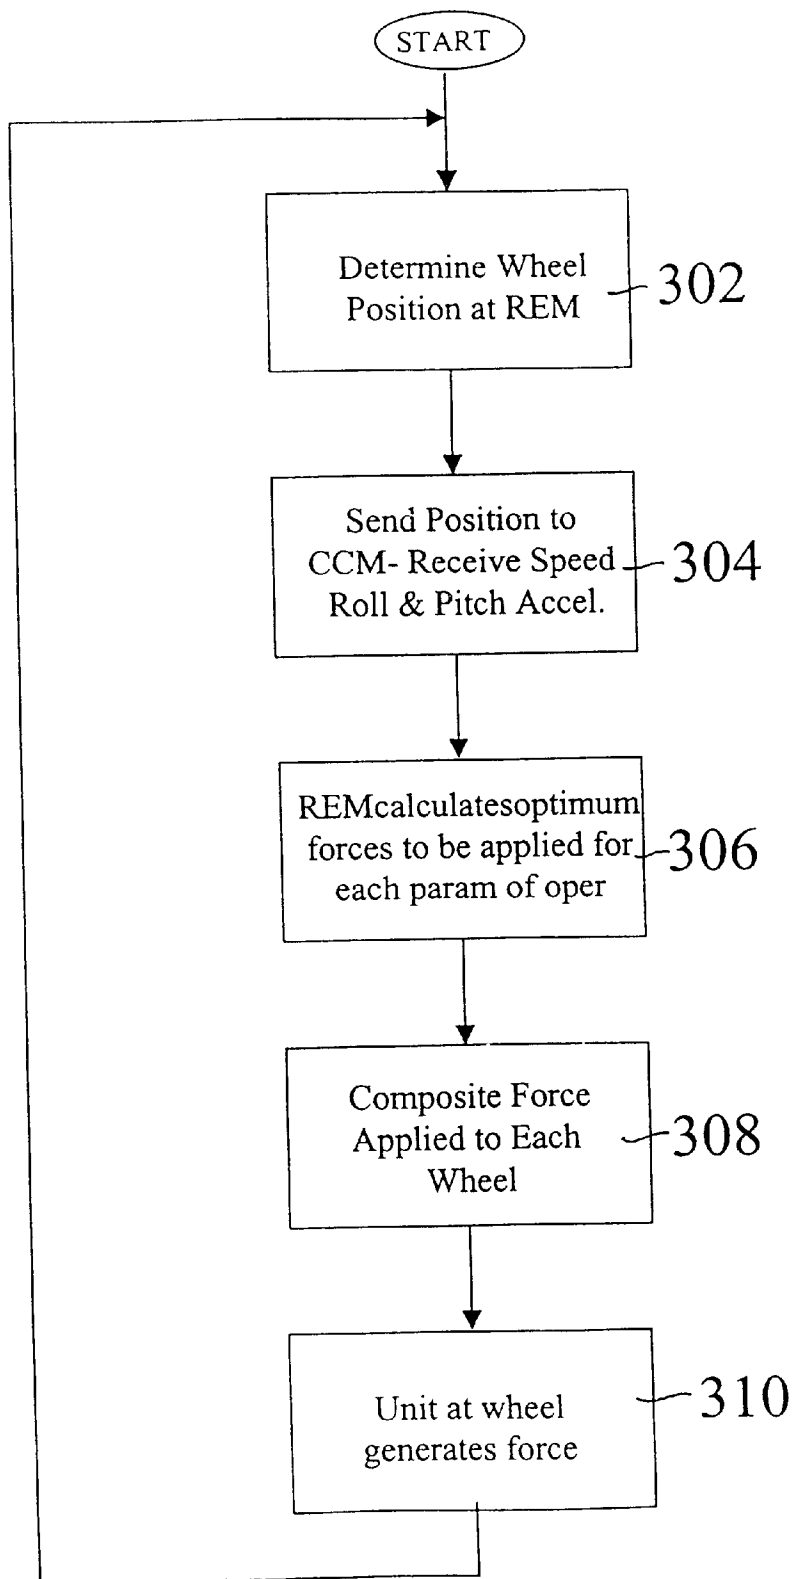 START
Determine Wheel
Position at REM
302
Send Position to
CCM- Receive Speed
Roll & Pitch Accel.
304
REMcalculatesoptimum
forces to be applied for
each param of oper
306
Composite Force
Applied to Each
Wheel
308
Unit at wheel
generates force
310